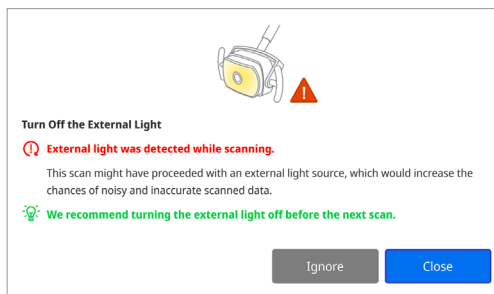 Turn Off the External Light
External light was detected while scanning.
This scan might have proceeded with an external light source, which would increase the
chances of noisy and inaccurate scanned data.
We recommend turning the external light off before the next scan.
Ignore
Close